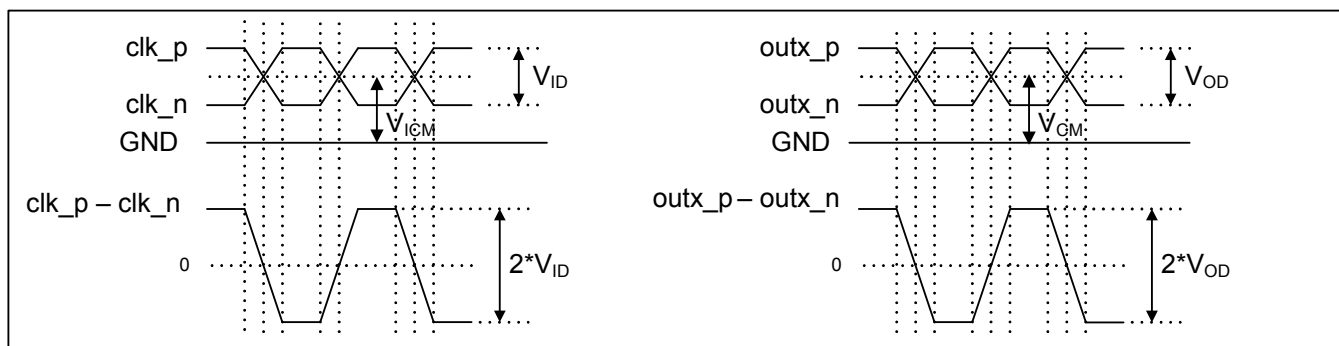 clk_p
clk_n
GND
V_ID
V_ICM
clk_p – clk_n
0
2*V_ID
outx_p
outx_n
GND
V_OD
V_CM
outx_p – outx_n
0
2*V_OD